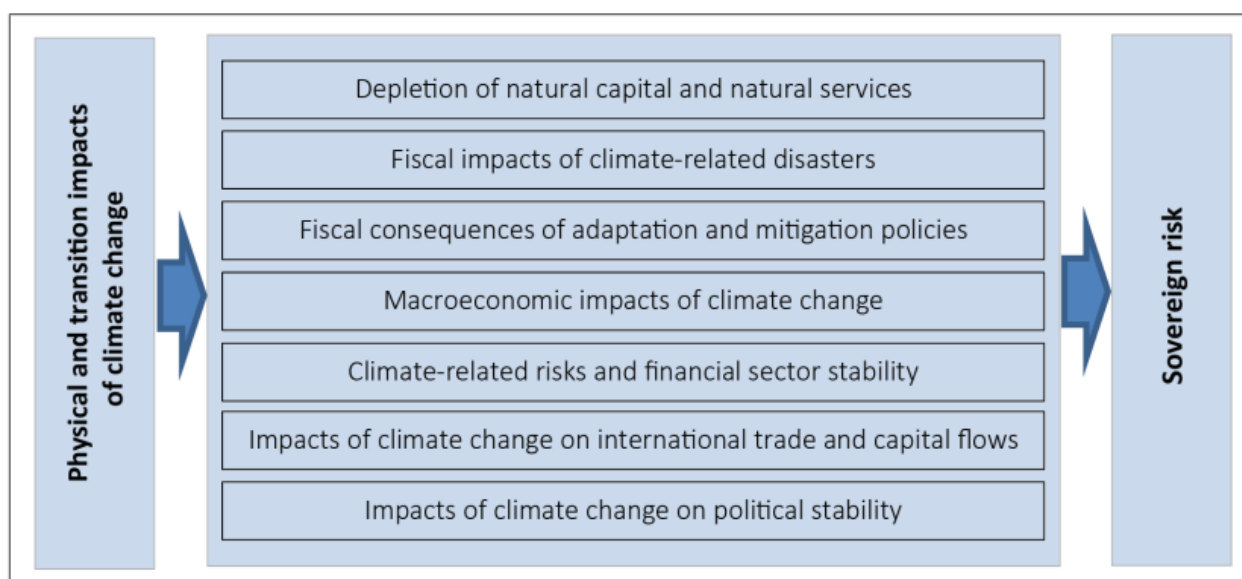 Physical and transition impacts
of climate change
Depletion of natural capital and natural services
Fiscal impacts of climate-related disasters
Fiscal consequences of adaptation and mitigation policies
Macroeconomic impacts of climate change
Climate-related risks and financial sector stability
Impacts of climate change on international trade and capital flows
Impacts of climate change on political stability
Sovereign risk